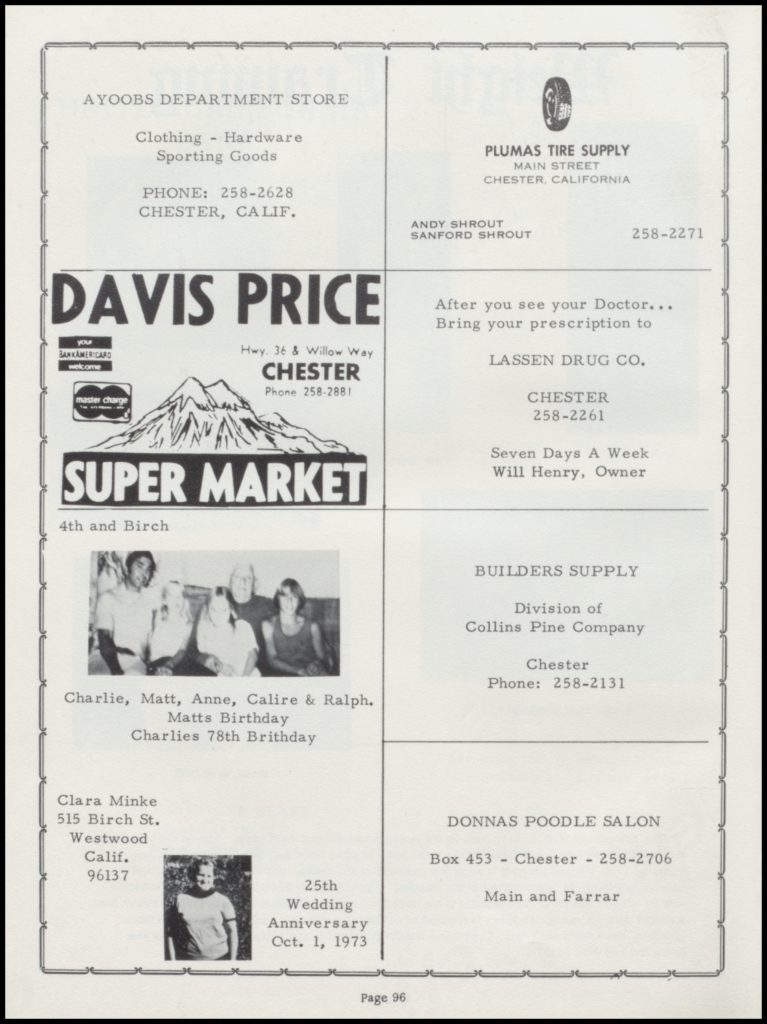 AYOOBS DEPARTMENT STORE
Clothing - Hardware
Sporting Goods
PHONE: 258-2628
CHESTER, CALIF.
PLUMAS TIRE SUPPLY
MAIN STREET
CHESTER, CALIFORNIA
ANDY SHROUT
SANFORD SHROUT 258-2271
DAVIS PRICE
your
BANKAMERICARD
welcome
master charge
Hwy. 36 & Willow Way
CHESTER
Phone 258-2881
SUPER MARKET
After you see your Doctor...
Bring your prescription to
LASSEN DRUG CO.
CHESTER
258-2261
Seven Days A Week
Will Henry, Owner
4th and Birch
Charlie, Matt, Anne, Calire & Ralph.
Matts Birthday
Charlies 78th Brithday
BUILDERS SUPPLY
Division of
Collins Pine Company
Chester
Phone: 258-2131
Clara Minke
515 Birch St.
Westwood
Calif.
96137
25th
Wedding
Anniversary
Oct. 1, 1973
DONNAS POODLE SALON
Box 453 - Chester - 258-2706
Main and Farrar
Page 96